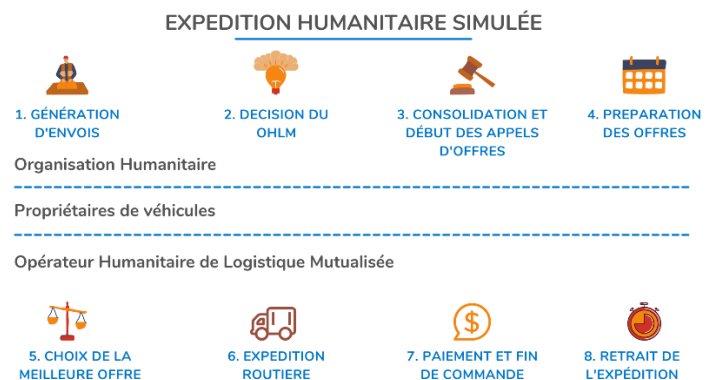 EXPEDITION HUMANITAIRE SIMULÉE
1. GÉNÉRATION
D'ENVOIS
2. DECISION DU
OHLM
3. CONSOLIDATION ET
DÉBUT DES APPELS
D'OFFRES
4. PREPARATION
DES OFFRES
Organisation Humanitaire
Propriétaires de véhicules
Opérateur Humanitaire de Logistique Mutualisée
5. CHOIX DE LA
MEILLEURE OFFRE
6. EXPEDITION
ROUTIERE
7. PAIEMENT ET FIN
DE COMMANDE
8. RETRAIT DE
L'EXPÉDITION